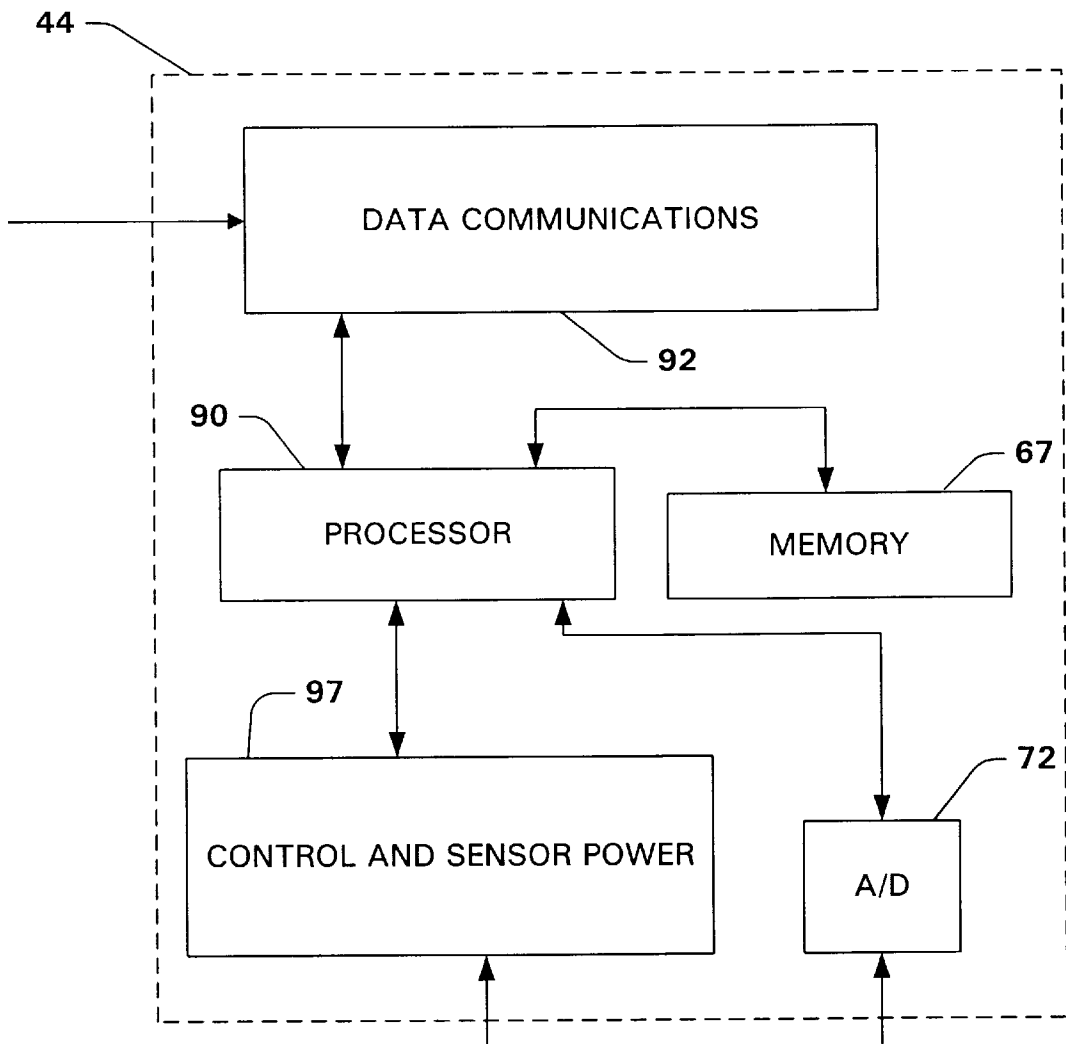 44
DATA COMMUNICATIONS
92
90
67
PROCESSOR
MEMORY
97
72
CONTROL AND SENSOR POWER
A/D